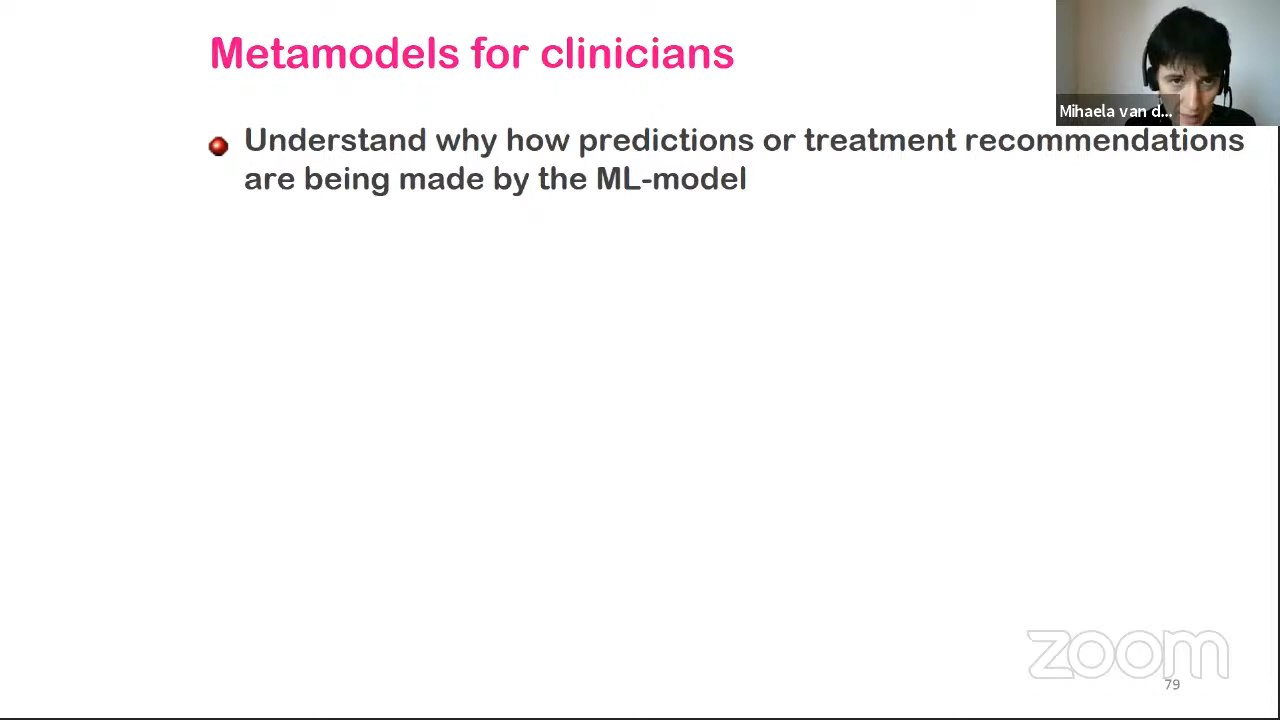 Metamodels for clinicians
Mihaela van d...
Understand why how predictions or treatment recommendations
are being made by the ML-model
zoom
79